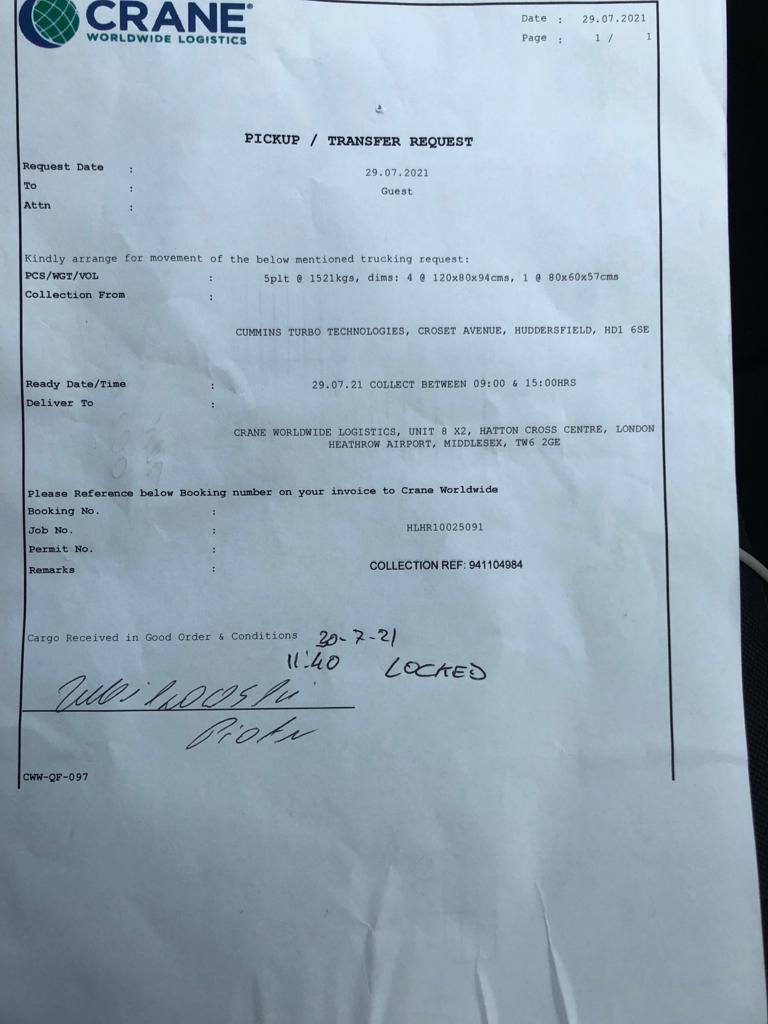 CRANE®
WORLDWIDE LOGISTICS
Date : 29.07.2021
Page : 1 / 1
PICKUP / TRANSFER REQUEST
Request Date : 29.07.2021
To : Guest
Attn :
Kindly arrange for movement of the below mentioned trucking request:
PCS/WGT/VOL : 5plt @ 1521kgs, dims: 4 @ 120x80x94cms, 1 @ 80x60x57cms
Collection From :
CUMMINS TURBO TECHNOLOGIES, CROSET AVENUE, HUDDERSFIELD, HD1 6SE
Ready Date/Time : 29.07.21 COLLECT BETWEEN 09:00 & 15:00HRS
Deliver To :
CRANE WORLDWIDE LOGISTICS, UNIT 8 X2, HATTON CROSS CENTRE, LONDON
HEATHROW AIRPORT, MIDDLESEX, TW6 2GE
Please Reference below Booking number on your invoice to Crane Worldwide
Booking No. :
Job No. : HLHR10025091
Permit No. :
Remarks : COLLECTION REF: 941104984
Cargo Received in Good Order & Conditions 30-7-21
11:40 LOCKED
Piotr
CWW-QF-097